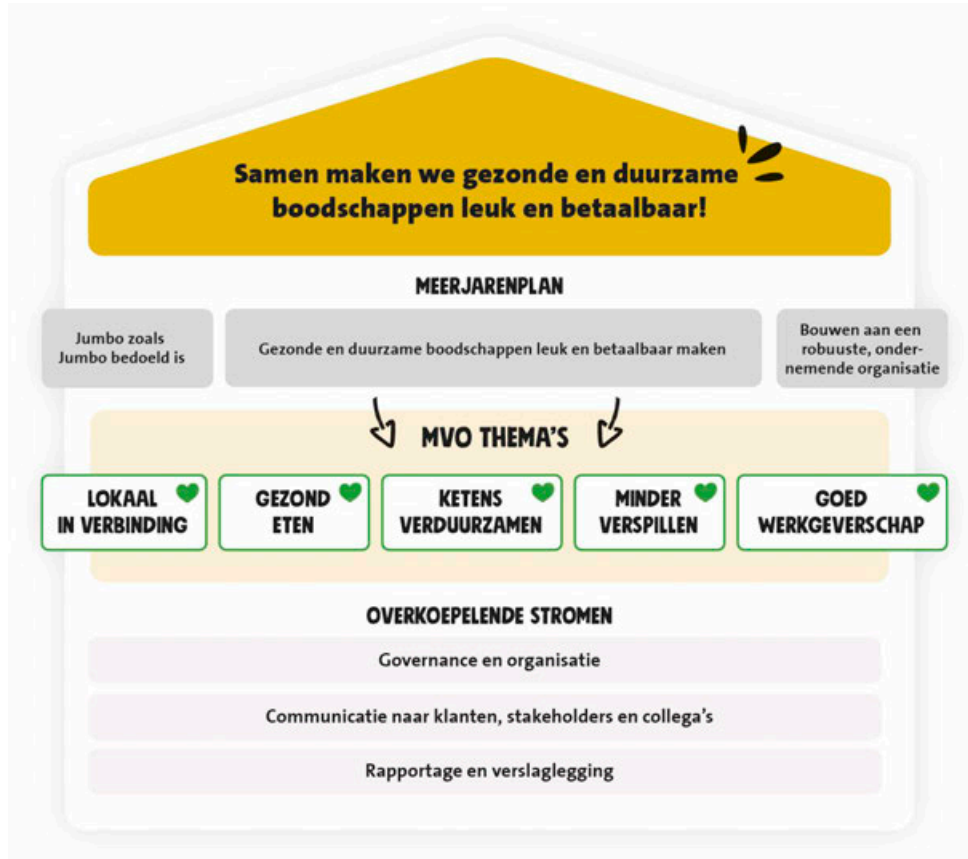 Samen maken we gezonde en duurzame
boodschappen leuk en betaalbaar!
MEERJARENPLAN
Jumbo zoals
Jumbo bedoeld is
Gezonde en duurzame boodschappen leuk en betaalbaar maken
Bouwen aan een
robuuste, onder-
nemende organisatie
MVO THEMA'S
LOKAAL
IN VERBINDING
GEZOND
ETEN
KETENS
VERDUURZAMEN
MINDER
VERSPILLEN
GOED
WERKGEVERSCHAP
OVERKOEPELENDE STROMEN
Governance en organisatie
Communicatie naar klanten, stakeholders en collega's
Rapportage en verslaglegging